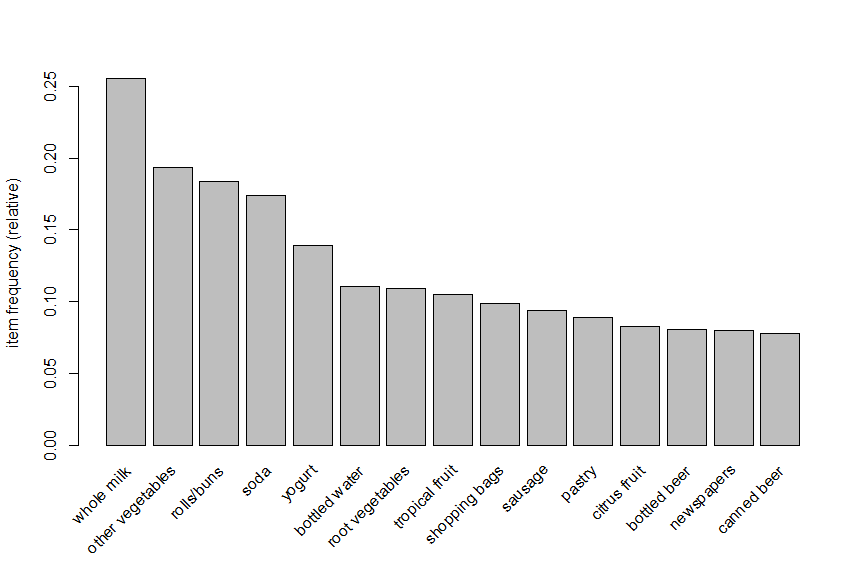 item frequency (relative)
0.25
0.20
0.15
0.10
0.05
0.00
whole milk
other vegetables
rolls/buns
soda
yogurt
bottled water
root vegetables
tropical fruit
shopping bags
sausage
pastry
citrus fruit
bottled beer
newspapers
canned beer